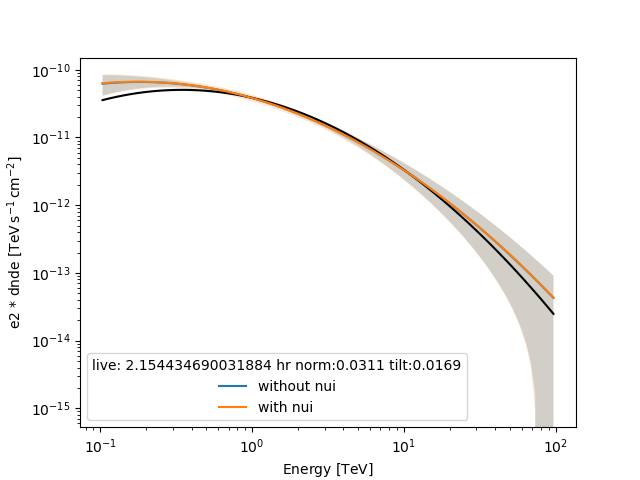 10⁻¹⁰
10⁻¹¹
10⁻¹²
10⁻¹³
10⁻¹⁴
10⁻¹⁵
e2 * dnde [TeV s⁻¹ cm⁻²]
live: 2.154434690031884 hr norm:0.0311 tilt:0.0169
without nui
with nui
10⁻¹ 10⁰ 10¹ 10²
Energy [TeV]